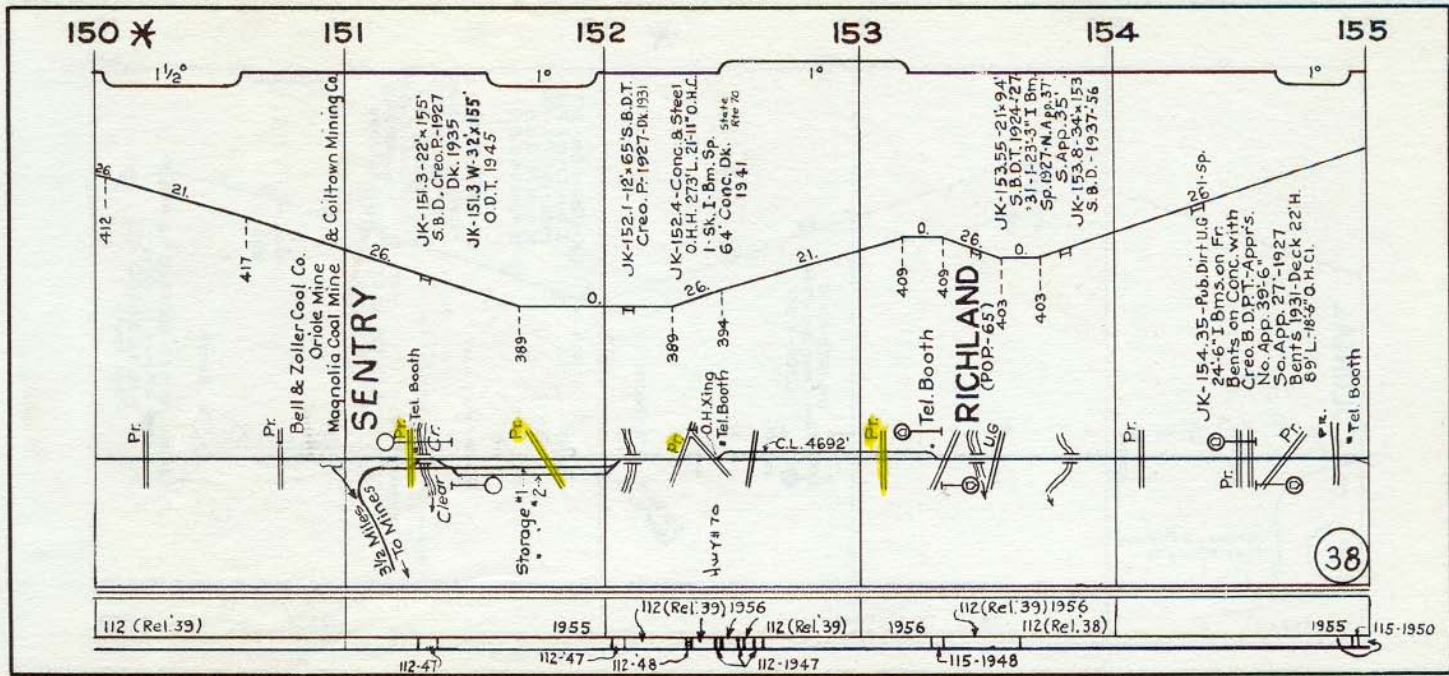 150 * 151 152 153 154 155
1½° 1° 1° 1°
26. 21. 26. 0. 26. 21. 0. 26. 0. 21.
412 417 389 389 394 409 409 403 403
Bell & Zoller Coal Co.
Oriole Mine
Magnolia Coal Mine & Coiltown Mining Co.
SENTRY
JK-151.3-22'x155'
S.B.D. Creo. P.-1927
Dk. 1935
JK-151.3 W-32'x155'
O.D.T. 1945
JK-152.1-12'x65'S.B.D.T.
Creo. P.-1927-Dk.1931
JK-152.4-Conc. & Steel
O.H.H. 273'L. 21'-11" O.H.C.
1-Sk. I-Bm. Sp.
64' Conc. Dk.
State Rte 70
1941
JK-153.55-21'x94'
S.B.D.T. 1924-'27
'31-1-23'-3" I Bm.
Sp. 1927-N.App. 37'
S. App. 35'
JK-153.8-34'x153
S.B.D.-1937-'56
RICHLAND
(POP.-65)
JK-154.35-Pub.Dirt U.G 6'1-Sp.
24'-6" I Bms. on Fr.
Bents on Conc. with
Creo. B.D.P.T.-Appr's.
No. App. 39'-6"
So. App. 27'-1927
Bents 1931-Deck 22'H.
89' L.-18'-6" O.H.Cl.
Pr. Pr. Pr.
Tel. Booth
Cr.
Clear
Pr.
Pr.
O.H.Xing
Tel. Booth
C.L. 4692'
Pr.
Tel. Booth
U.G
Pr.
Pr.
Pr.
PR.
Tel. Booth
3½ Miles
To Mines
Storage #1
" #2
HWY # 70
38
112 (Rel.'39) 1955 112 (Rel.'39) 1956 112 (Rel.'39) 1956 112 (Rel.'39) 1956 112 (Rel.'38) 1955 115-1950
112-47 112-'47 112-'48 112-1947 115-1948